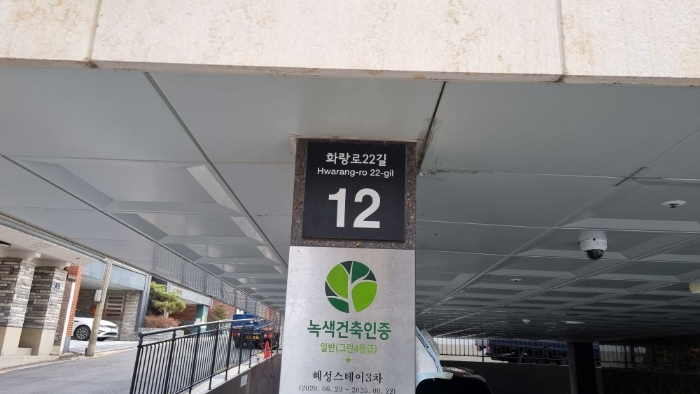 화랑로22길
Hwarang-ro 22-gil
12
녹색건축인증
일반(그린4등급)
★
혜성스테이3차
(2020. 06. 23 ~ 2025. 06. 22)